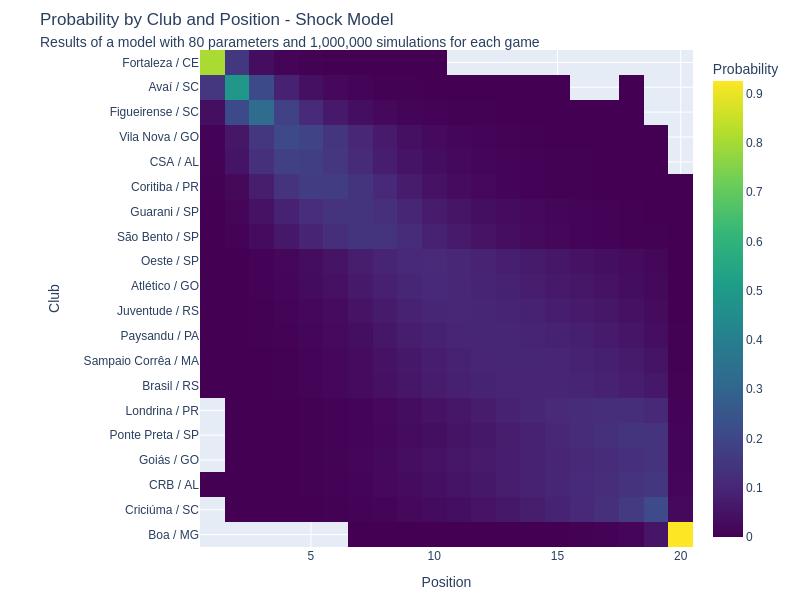 Probability by Club and Position - Shock Model
Results of a model with 80 parameters and 1,000,000 simulations for each game
Probability
Fortaleza / CE
Avaí / SC
Figueirense / SC
Vila Nova / GO
CSA / AL
Coritiba / PR
Guarani / SP
São Bento / SP
Oeste / SP
Atlético / GO
Juventude / RS
Paysandu / PA
Sampaio Corrêa / MA
Brasil / RS
Londrina / PR
Ponte Preta / SP
Goiás / GO
CRB / AL
Criciúma / SC
Boa / MG
Club
5
10
15
20
Position
0.9
0.8
0.7
0.6
0.5
0.4
0.3
0.2
0.1
0